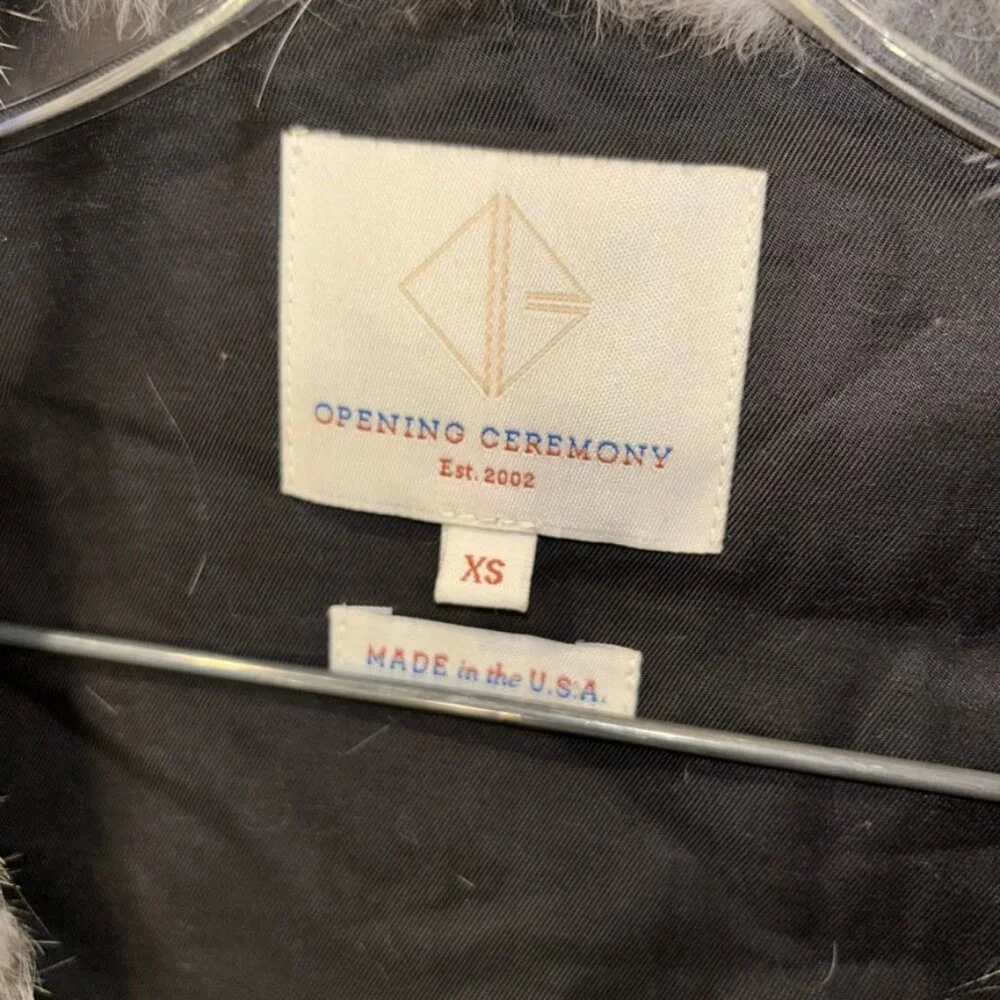 OPENING CEREMONY
Est. 2002
XS
MADE in the U.S.A.